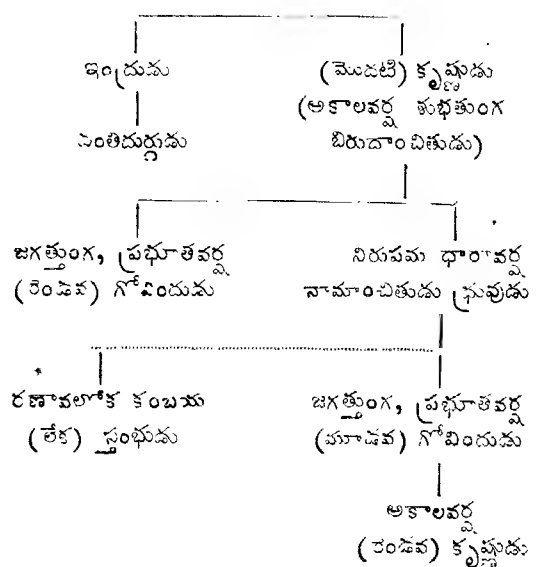 ఇంద్రుడు
(మొదటి) కృష్ణుడు
(అకాలవర్ష శుభతుంగ
బిరుదాంచితుడు)
దంతిదుర్గుడు
జగత్తుంగ, ప్రభూతవర్ష
(రెండవ) గోవిందుడు
నిరుపమ ధారావర్ష
నామాంచితుడు ధ్రువుడు
రణావలోక కంబయ
(లేక) స్తంభుడు
జగత్తుంగ, ప్రభూతవర్ష
(మూడవ) గోవిందుడు
అకాలవర్ష
(రెండవ) కృష్ణుడు